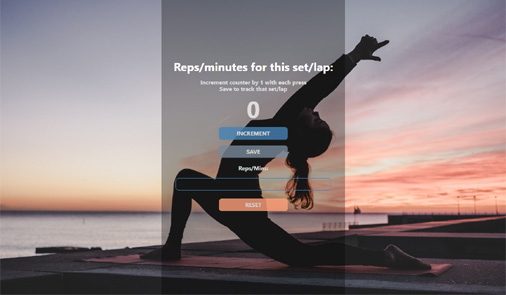 Reps/minutes for this set/lap:
Increment counter by 1 with each press
Save to track that set/lap
0
INCREMENT
SAVE
Reps/Mins:
RESET